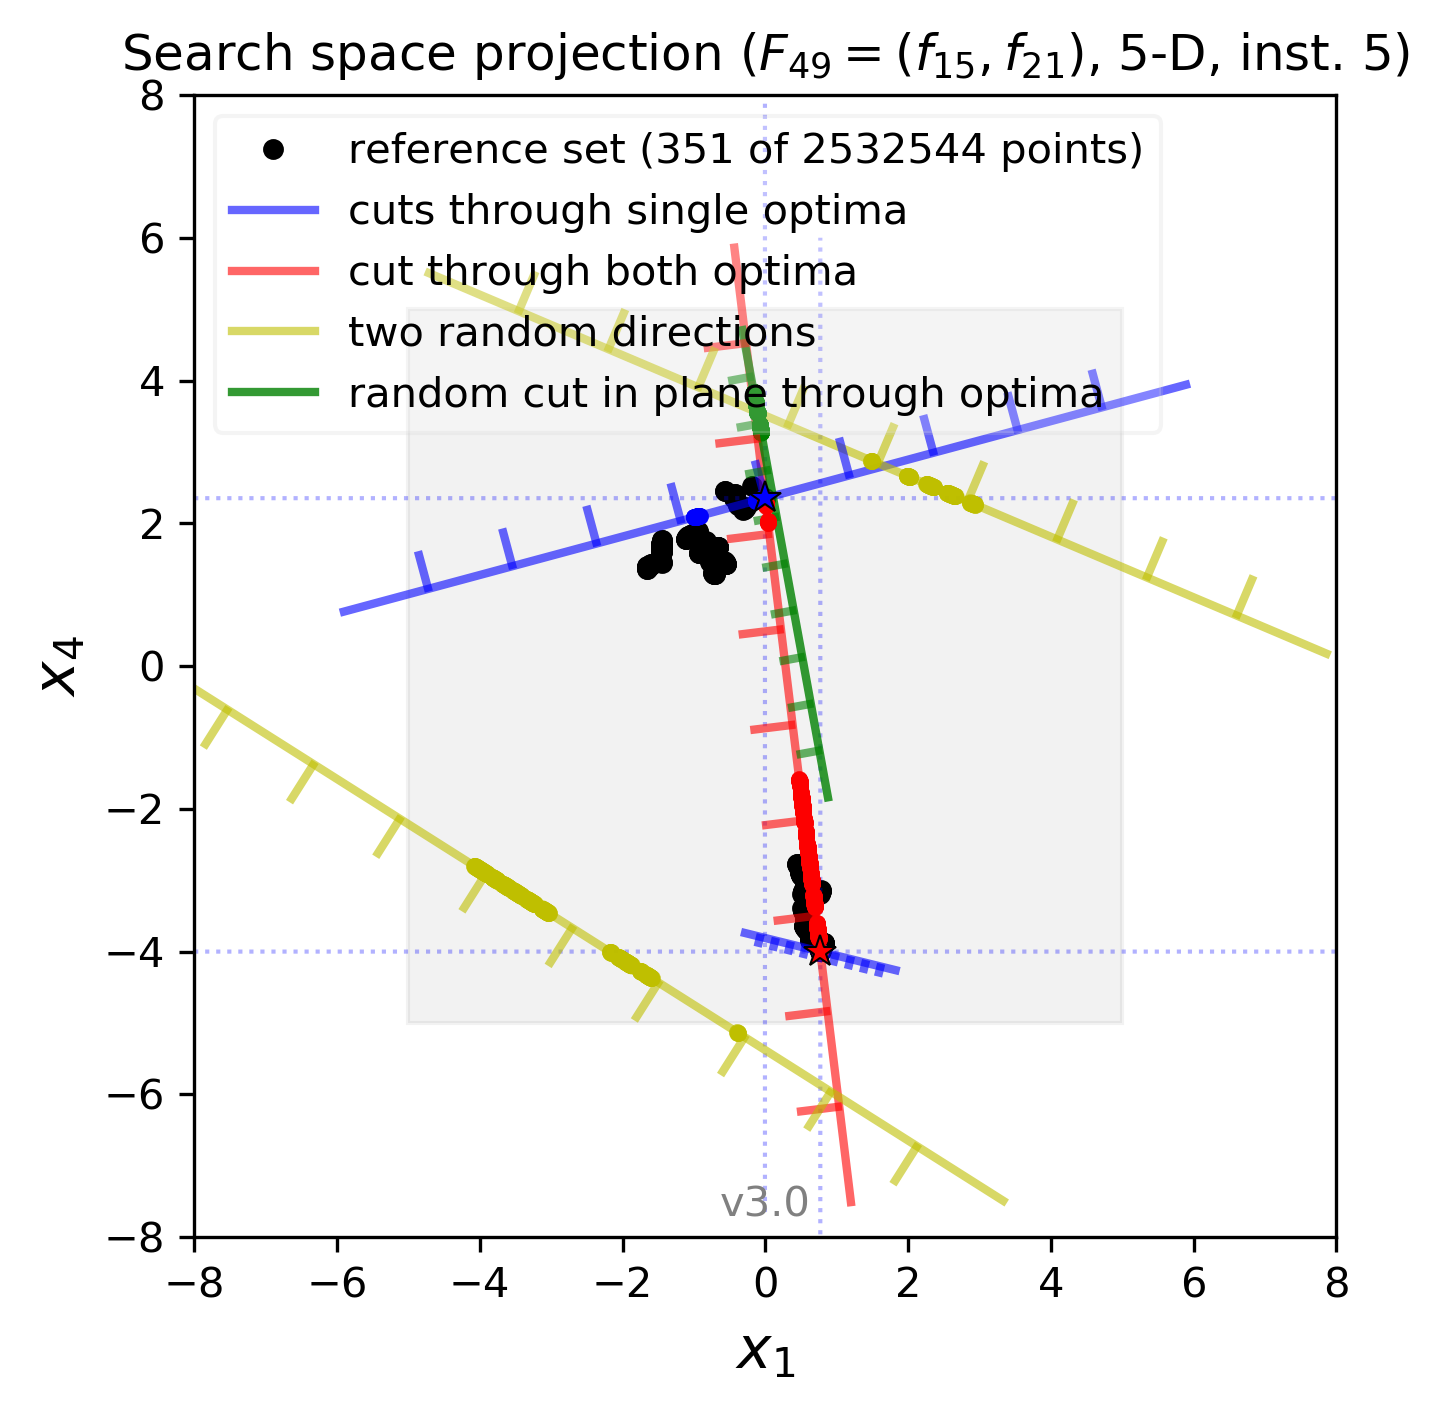 Search space projection (F49 = (f15, f21), 5-D, inst. 5)
reference set (351 of 2532544 points)
cuts through single optima
cut through both optima
two random directions
random cut in plane through optima
8
6
4
2
0
−2
−4
−6
−8
x4
v3.0
−8 −6 −4 −2 0 2 4 6 8
x1